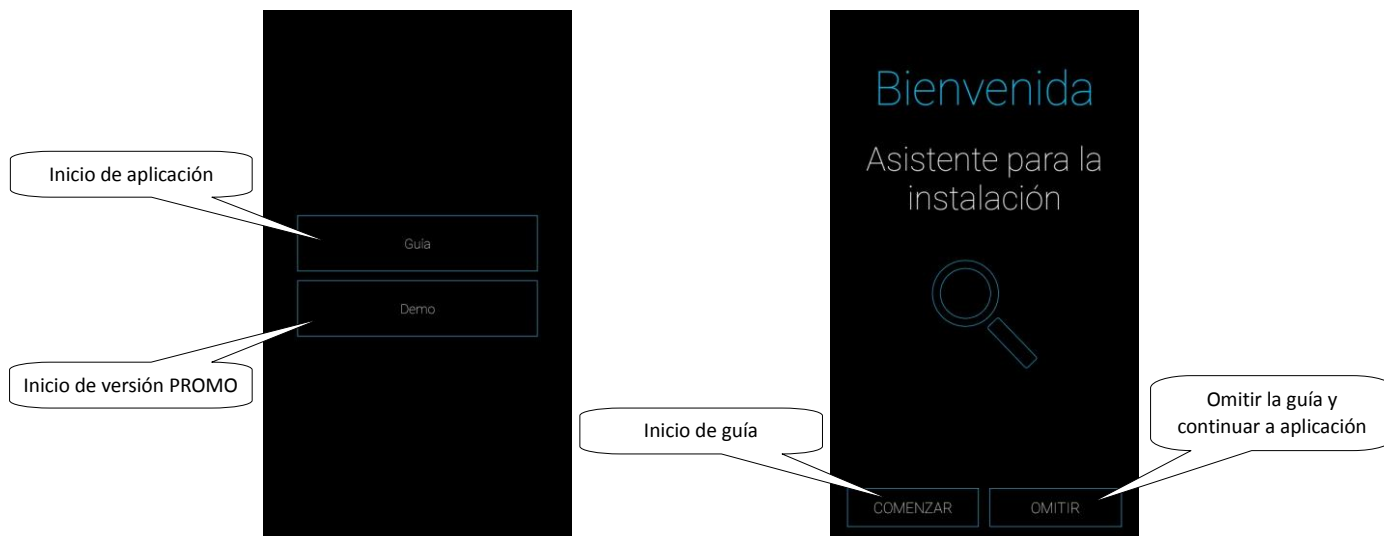 Inicio de aplicación
Guía
Demo
Inicio de versión PROMO
Bienvenida
Asistente para la
instalación
Inicio de guía
Omitir la guía y
continuar a aplicación
COMENZAR
OMITIR